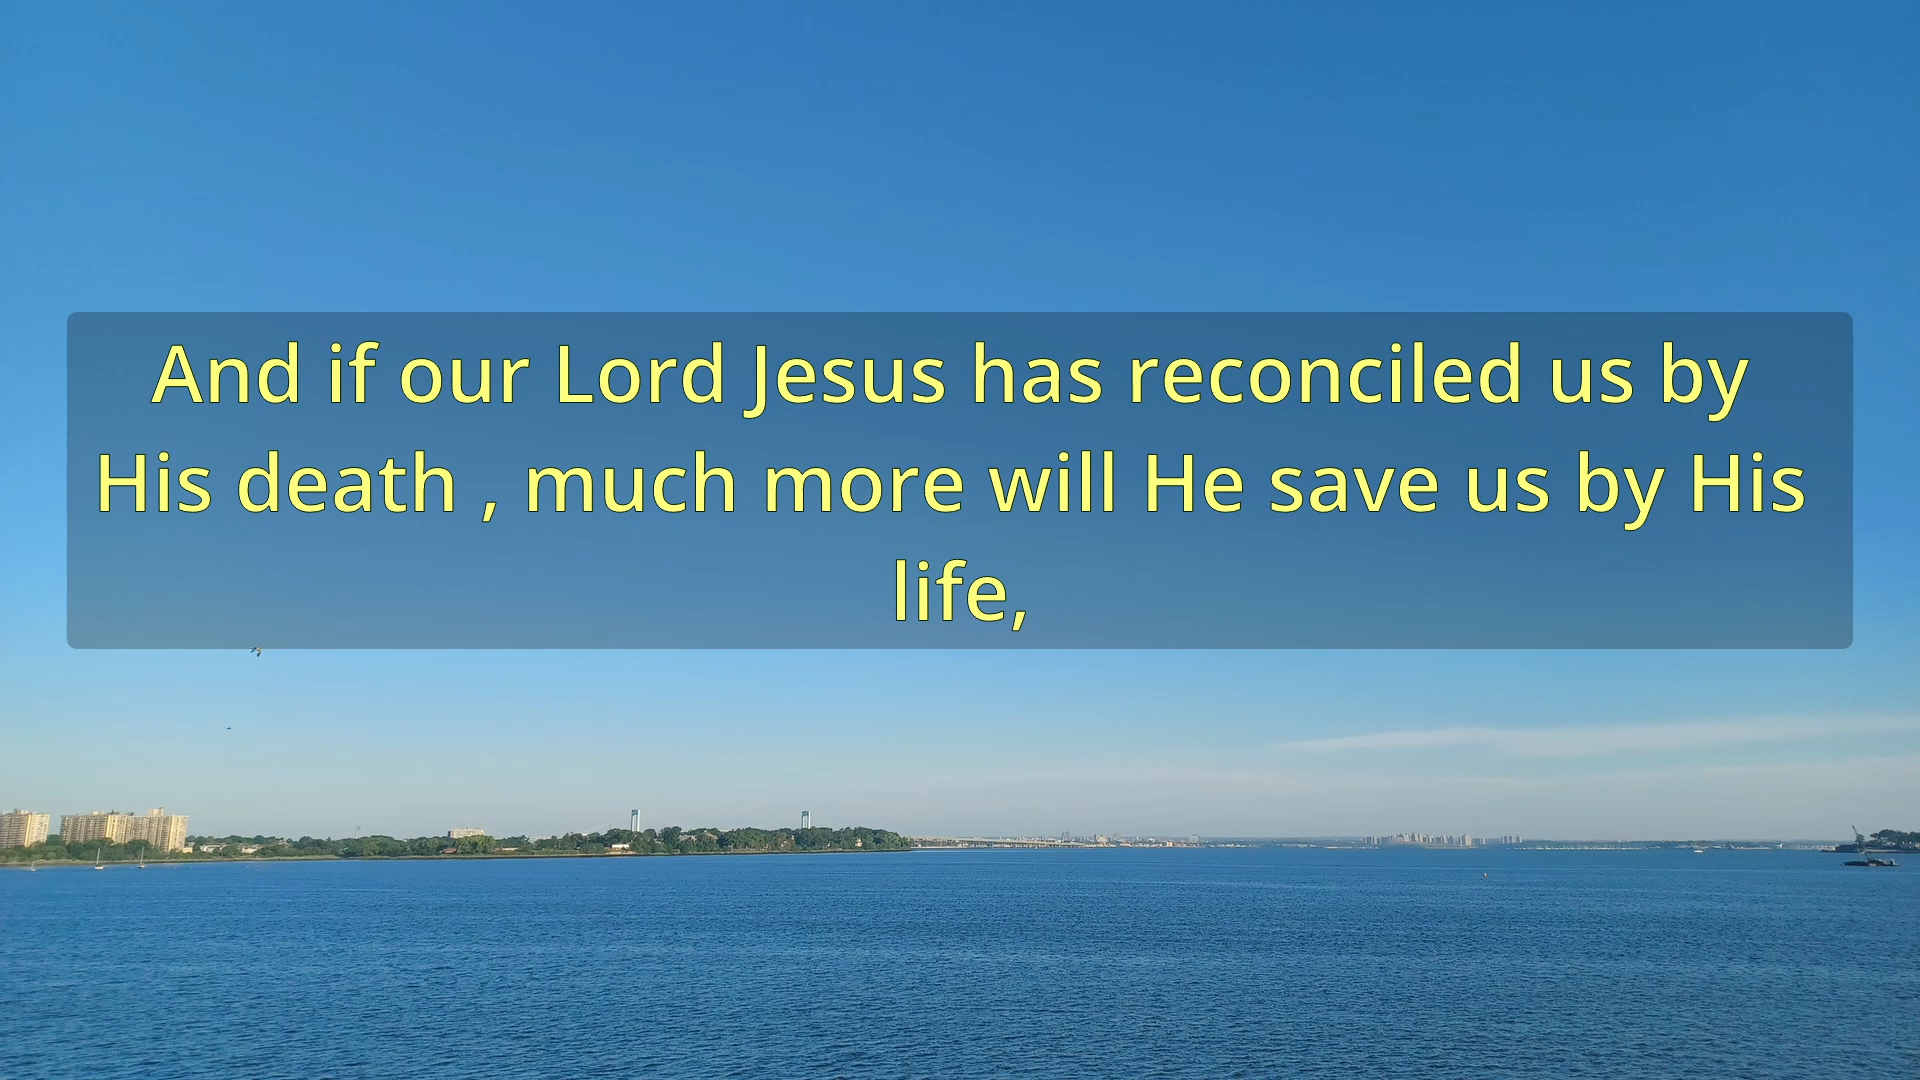 And if our Lord Jesus has reconciled us by
His death , much more will He save us by His
life,